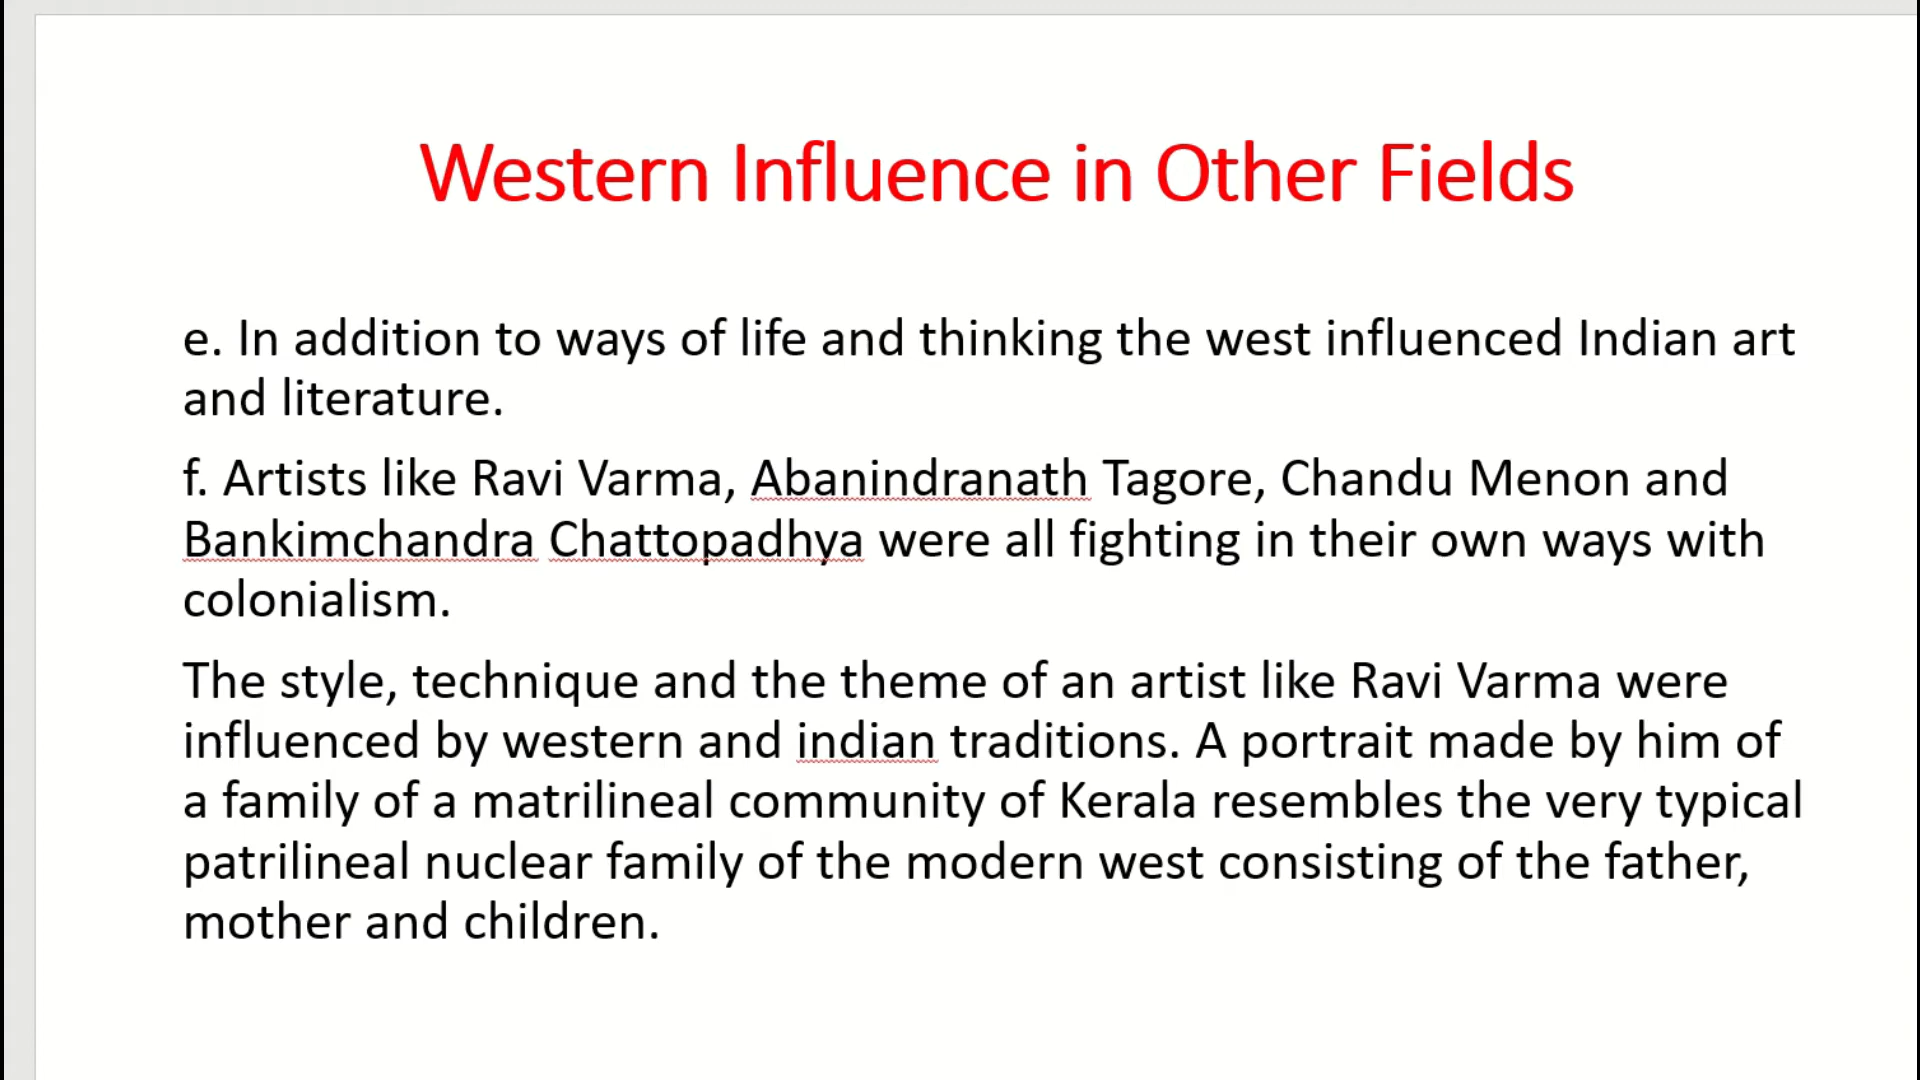 Western Influence in Other Fields
e. In addition to ways of life and thinking the west influenced Indian art
and literature.
f. Artists like Ravi Varma, Abanindranath Tagore, Chandu Menon and
Bankimchandra Chattopadhya were all fighting in their own ways with
colonialism.
The style, technique and the theme of an artist like Ravi Varma were
influenced by western and indian traditions. A portrait made by him of
a family of a matrilineal community of Kerala resembles the very typical
patrilineal nuclear family of the modern west consisting of the father,
mother and children.